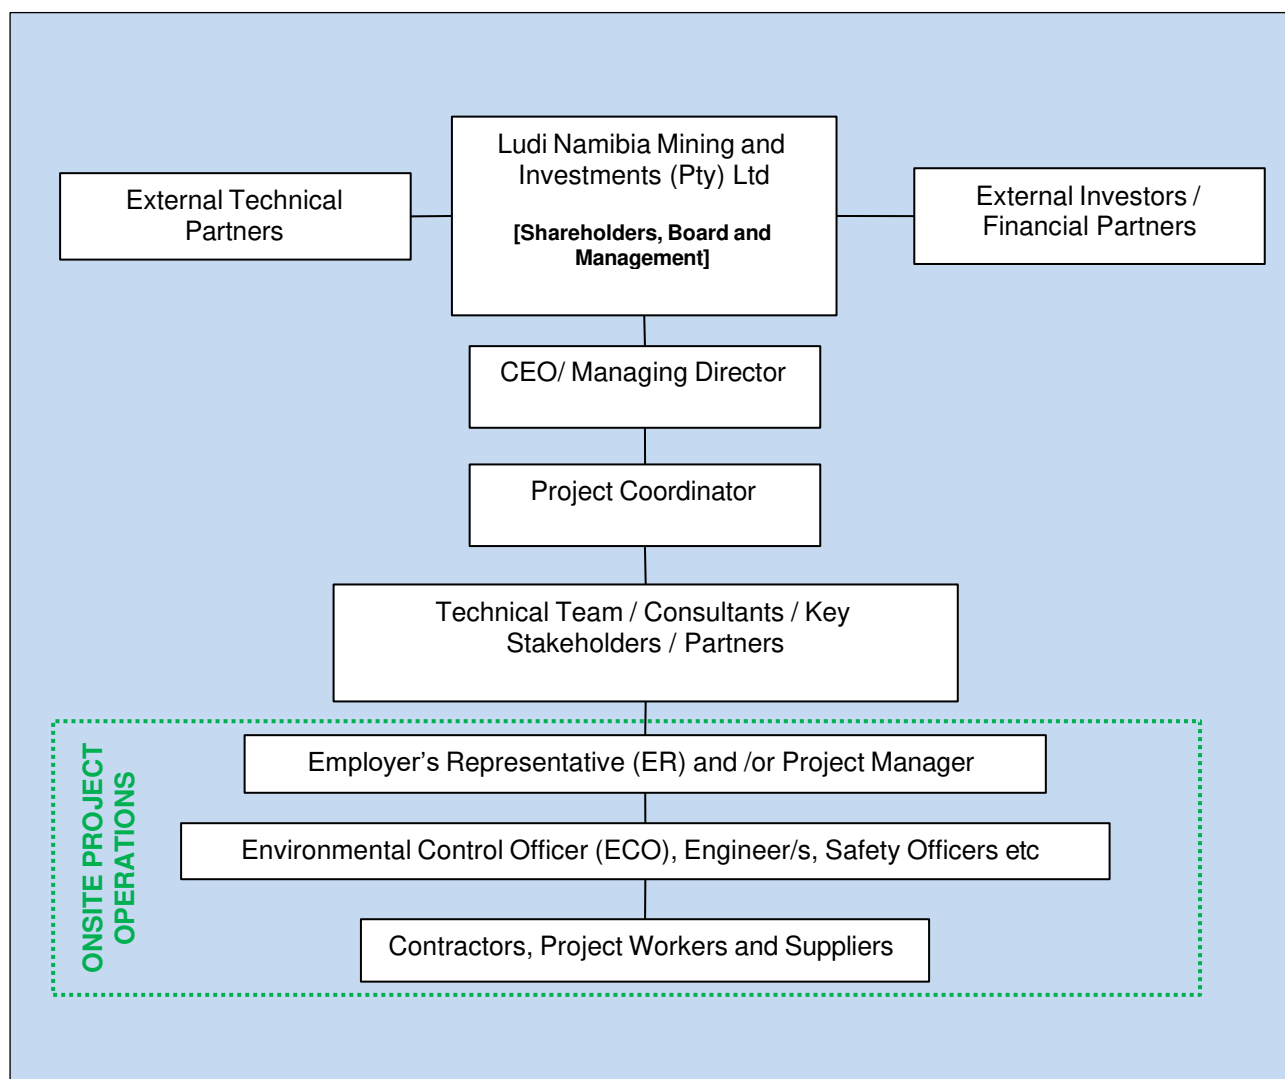 Ludi Namibia Mining and
Investments (Pty) Ltd
[Shareholders, Board and
Management]
External Technical
Partners
External Investors /
Financial Partners
CEO/ Managing Director
Project Coordinator
Technical Team / Consultants / Key
Stakeholders / Partners
ONSITE PROJECT
OPERATIONS
Employer’s Representative (ER) and /or Project Manager
Environmental Control Officer (ECO), Engineer/s, Safety Officers etc
Contractors, Project Workers and Suppliers